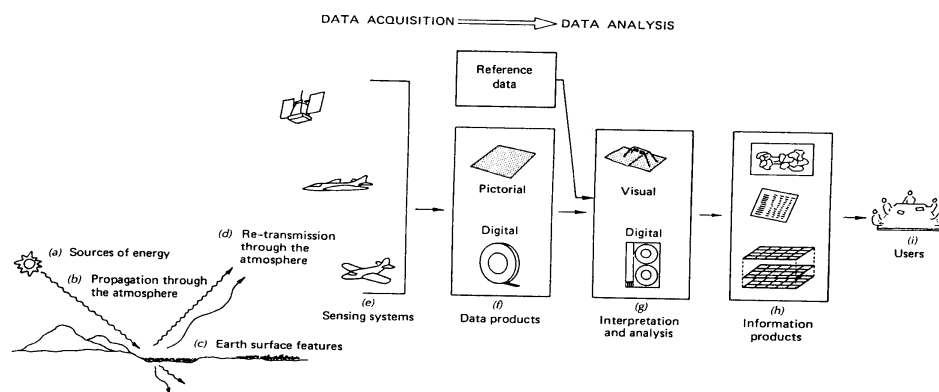 DATA ACQUISITION
DATA ANALYSIS
Reference
data
Pictorial
Digital
Visual
Digital
(a) Sources of energy
(b) Propagation through
the atmosphere
(c) Earth surface features
(d) Re-transmission
through the
atmosphere
(e)
Sensing systems
(f)
Data products
(g)
Interpretation
and analysis
(h)
Information
products
(i)
Users